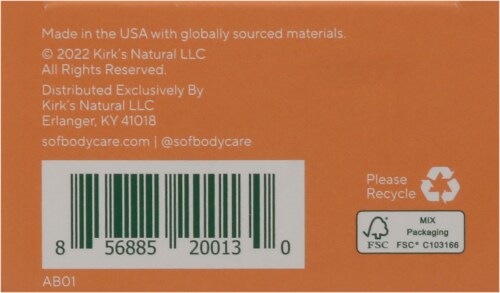 Made in the USA with globally sourced materials.
© 2022 Kirk's Natural LLC
All Rights Reserved.
Distributed Exclusively By
Kirk's Natural LLC
Erlanger, KY 41018
sofbodycare.com | @sofbodycare
Please
Recycle
MIX
Packaging
FSC
FSC® C103166
8 56885 20013 0
AB01